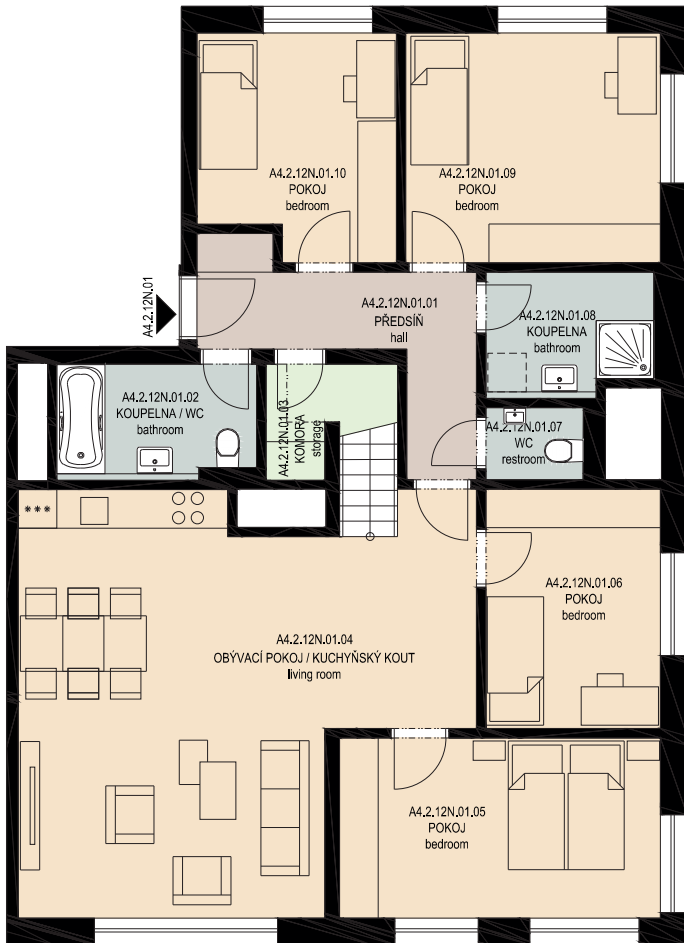 A4.2.12N.01.10
POKOJ
bedroom
A4.2.12N.01.09
POKOJ
bedroom
A4.2.12N.01
A4.2.12N.01.01
PŘEDSÍŇ
hall
A4.2.12N.01.08
KOUPELNA
bathroom
A4.2.12N.01.02
KOUPELNA / WC
bathroom
A4.2.12N.01.03
KOMORA
storage
A4.2.12N.01.07
WC
restroom
A4.2.12N.01.06
POKOJ
bedroom
A4.2.12N.01.04
OBÝVACÍ POKOJ / KUCHYŇSKÝ KOUT
living room
A4.2.12N.01.05
POKOJ
bedroom